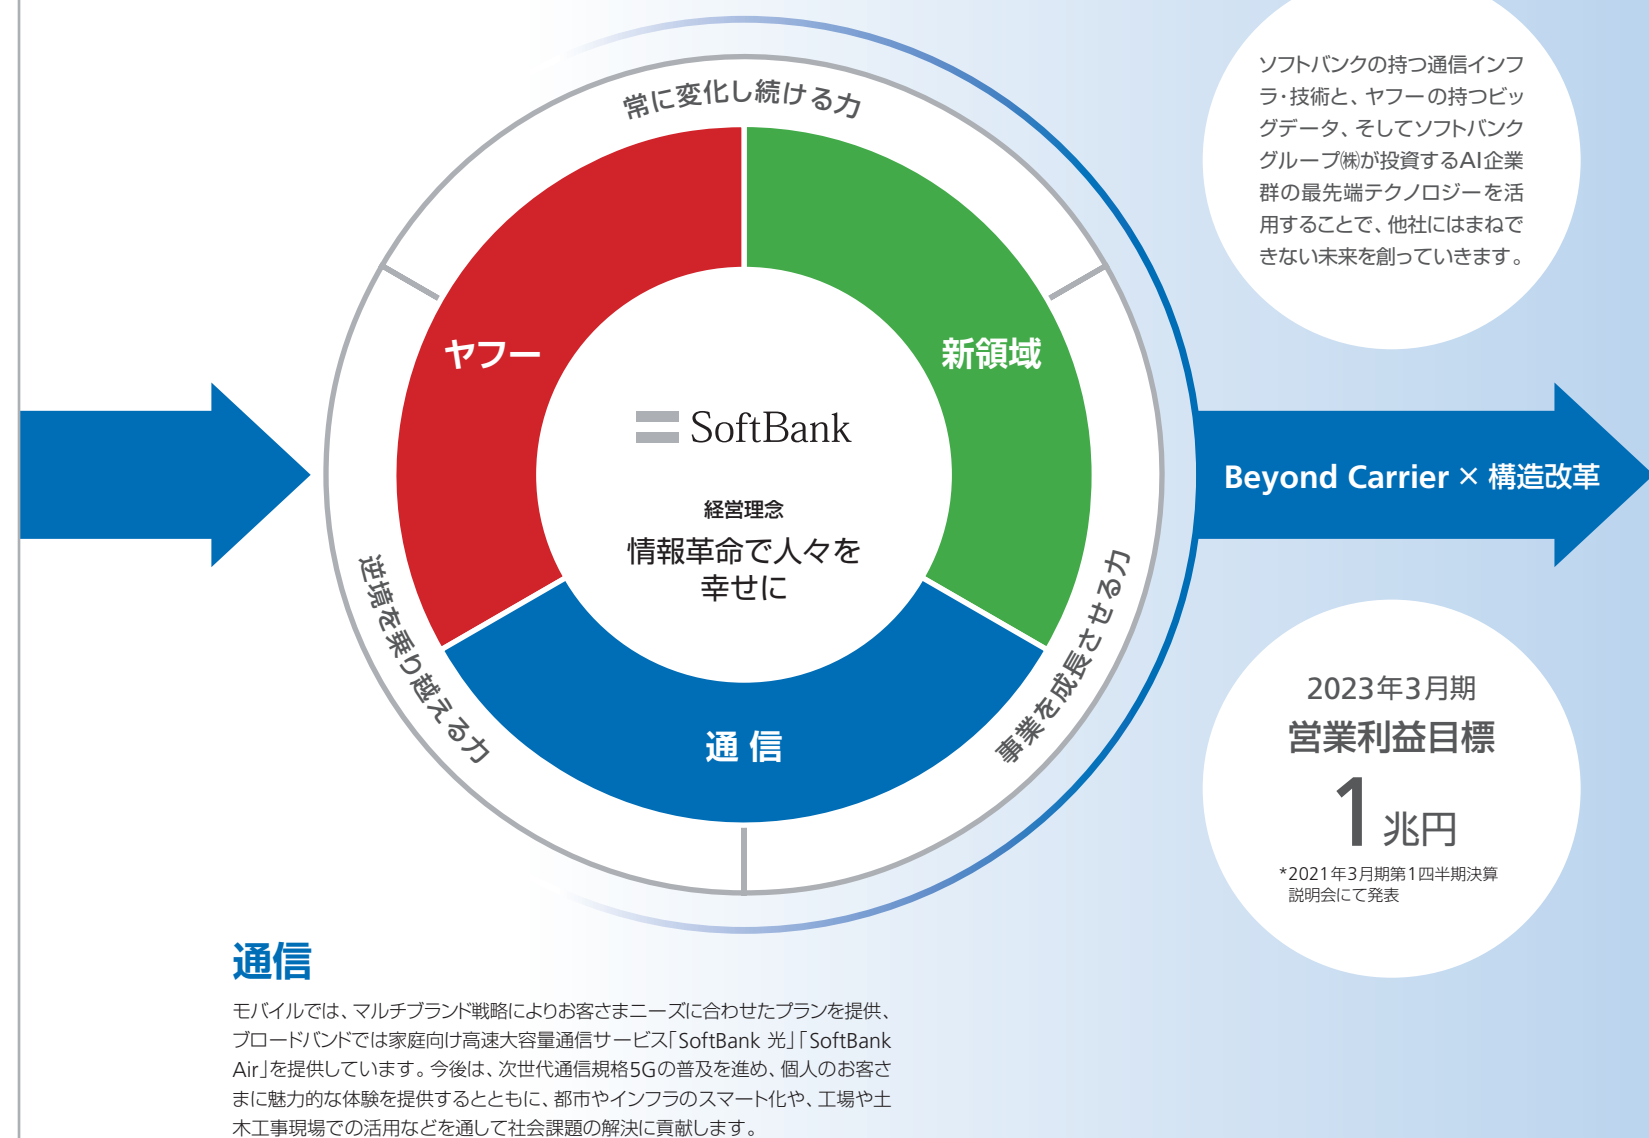 常に変化し続ける力
ヤフー
新領域
SoftBank
経営理念
情報革命で人々を
幸せに
通信
逆境を乗り越える力
事業を成長させる力
ソフトバンクの持つ通信インフ
ラ・技術と、ヤフーの持つビッ
グデータ、そしてソフトバンク
グループ㈱が投資するAI企業
群の最先端テクノロジーを活
用することで、他社にはまねで
きない未来を創っていきます。
Beyond Carrier × 構造改革
2023年3月期
営業利益目標
1兆円
*2021年3月期第1四半期決算
説明会にて発表
通信
モバイルでは、マルチブランド戦略によりお客さまニーズに合わせたプランを提供、
ブロードバンドでは家庭向け高速大容量通信サービス「SoftBank 光」「SoftBank
Air」を提供しています。今後は、次世代通信規格5Gの普及を進め、個人のお客さ
まに魅力的な体験を提供するとともに、都市やインフラのスマート化や、工場や土
木工事現場での活用などを通して社会課題の解決に貢献します。